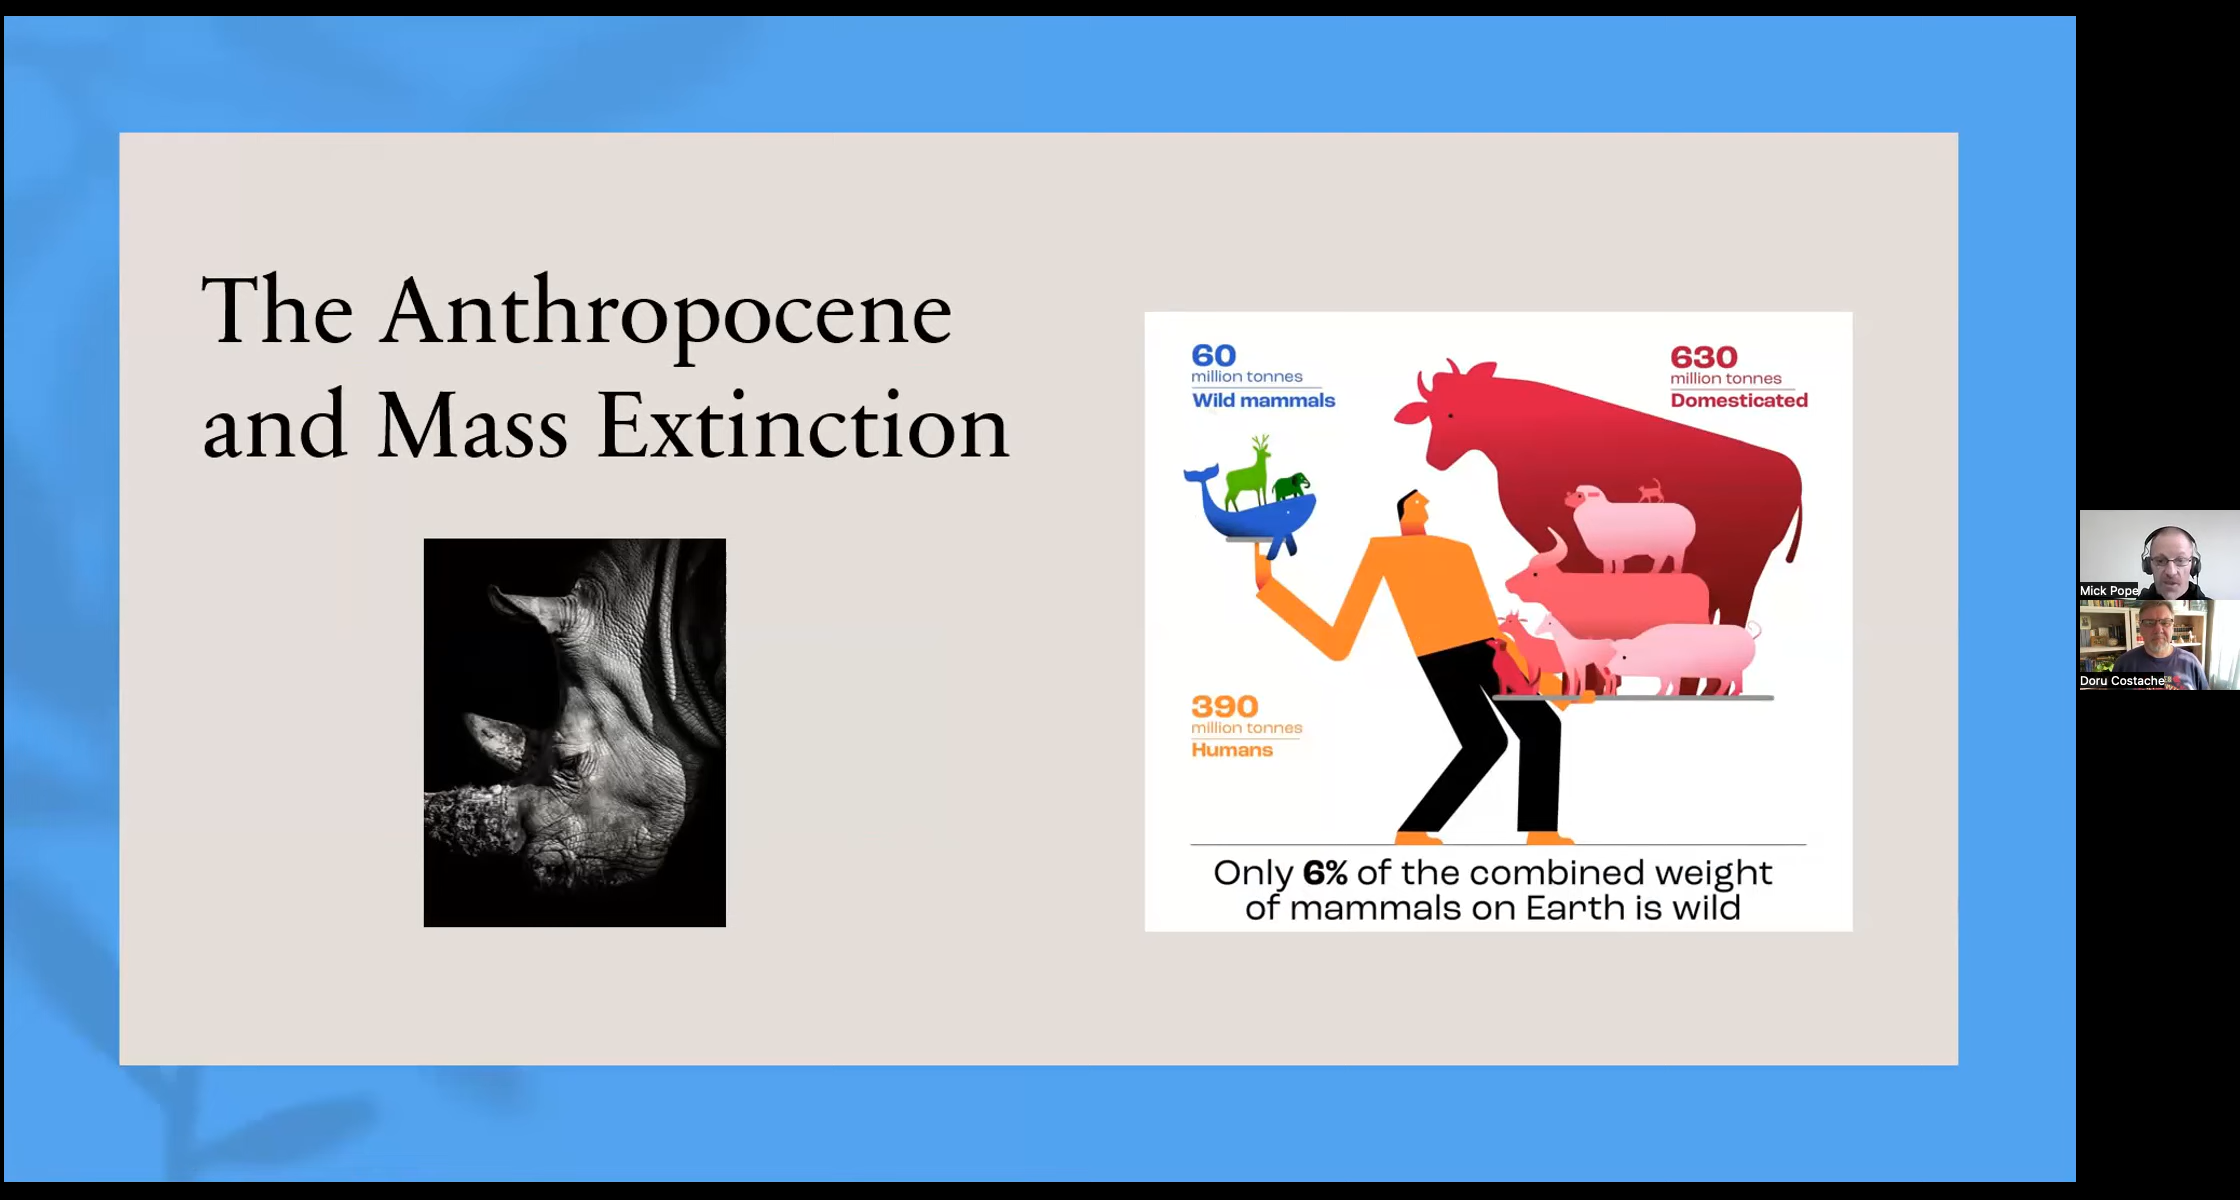 The Anthropocene
and Mass Extinction
60
million tonnes
Wild mammals
630
million tonnes
Domesticated
390
million tonnes
Humans
Only 6% of the combined weight
of mammals on Earth is wild
Mick Pope
Doru Costache